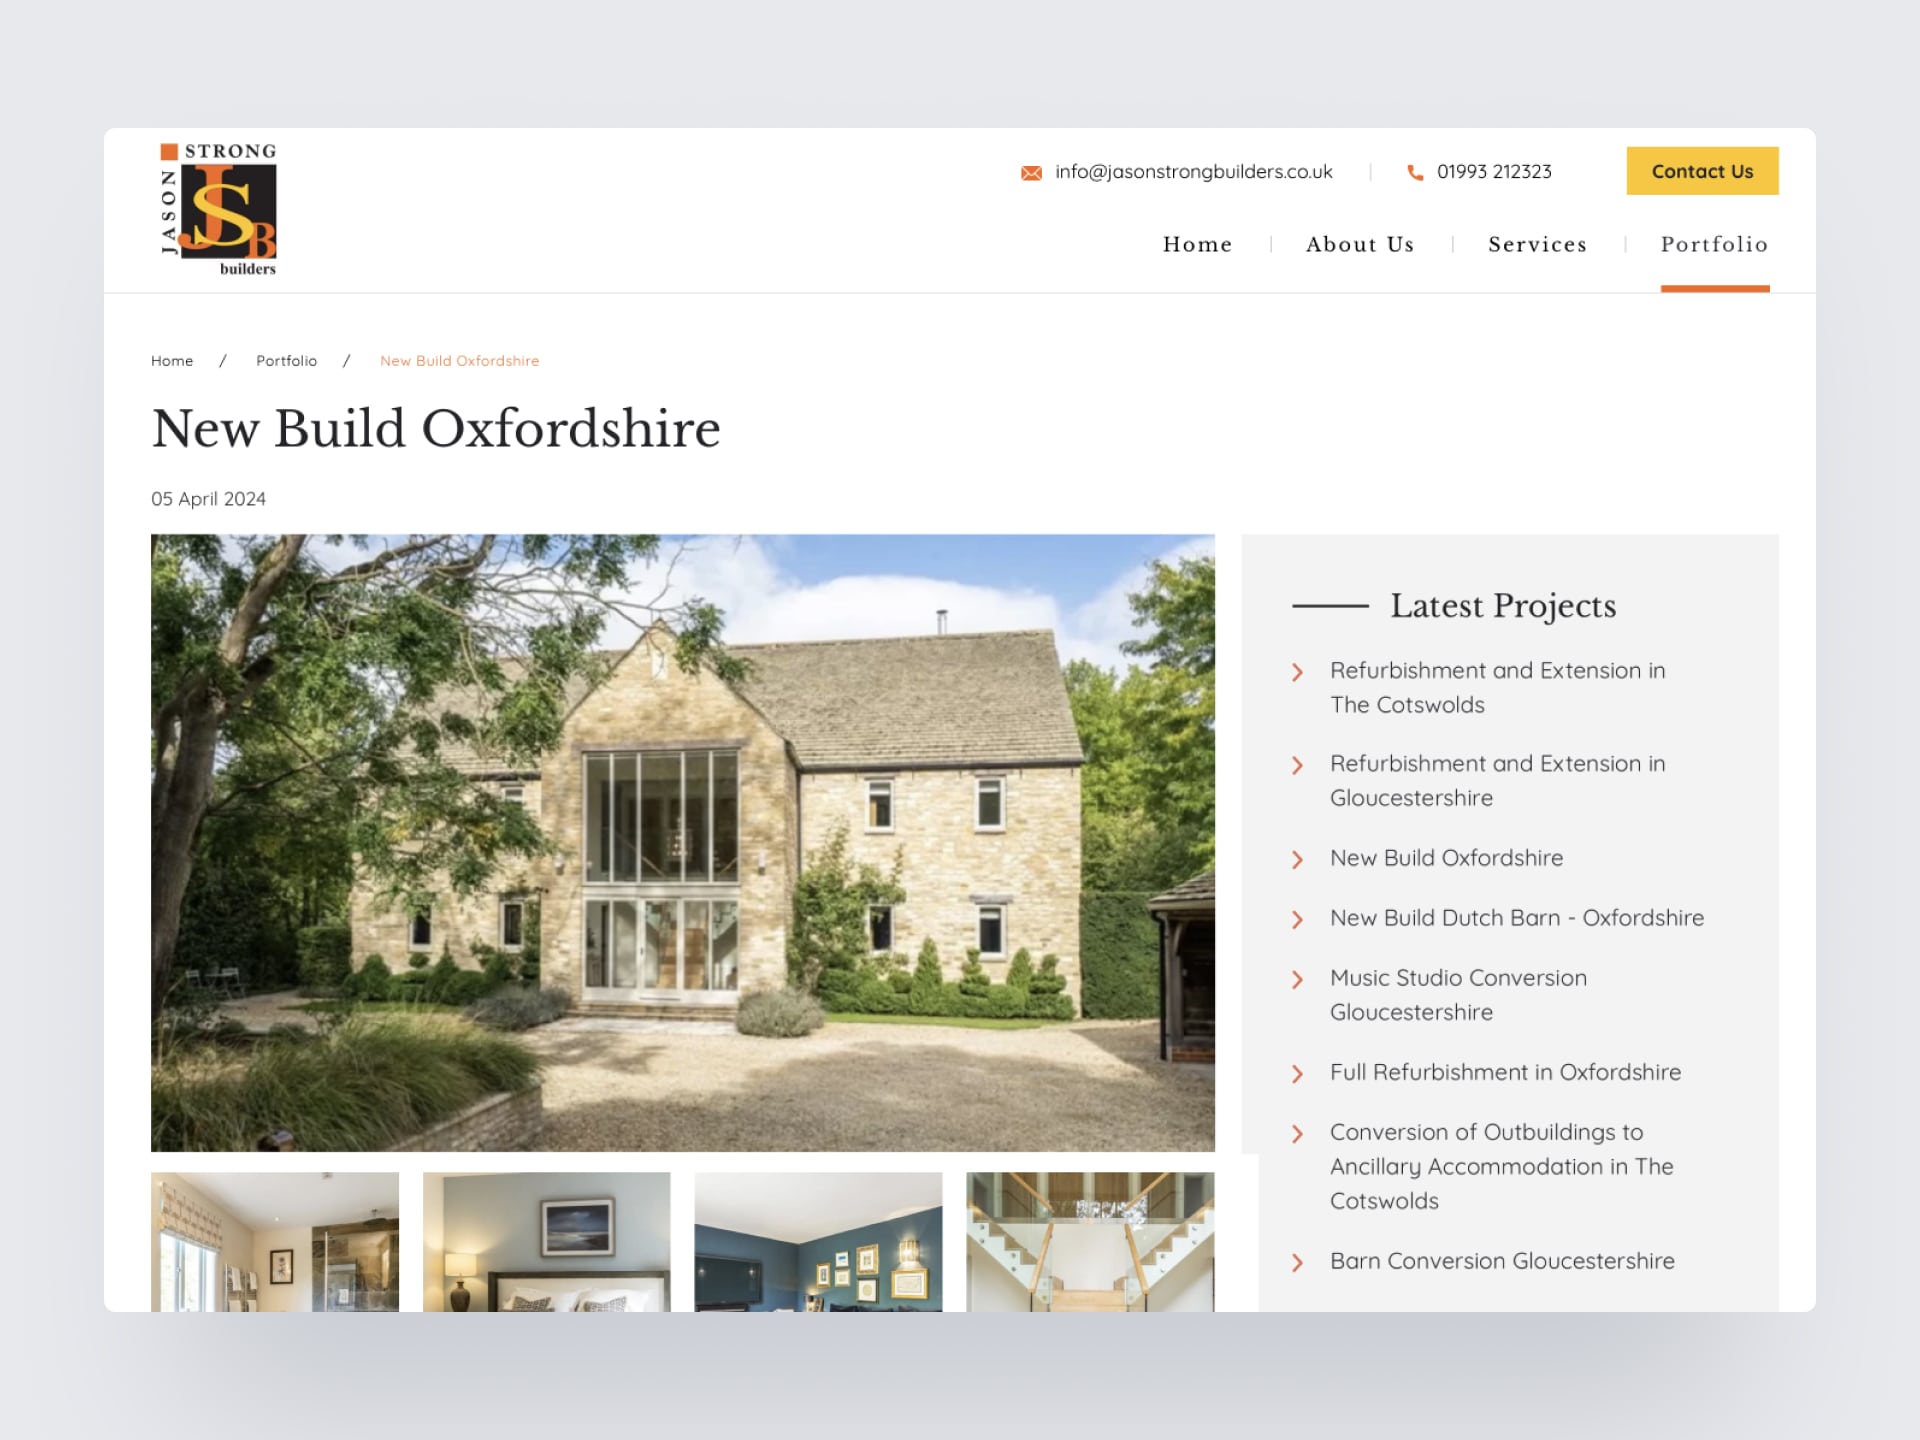 STRONG
JASON
JSB
builders
info@jasonstrongbuilders.co.uk
01993 212323
Contact Us
Home
About Us
Services
Portfolio
Home / Portfolio / New Build Oxfordshire
New Build Oxfordshire
05 April 2024
Latest Projects
Refurbishment and Extension in
The Cotswolds
Refurbishment and Extension in
Gloucestershire
New Build Oxfordshire
New Build Dutch Barn - Oxfordshire
Music Studio Conversion
Gloucestershire
Full Refurbishment in Oxfordshire
Conversion of Outbuildings to
Ancillary Accommodation in The
Cotswolds
Barn Conversion Gloucestershire